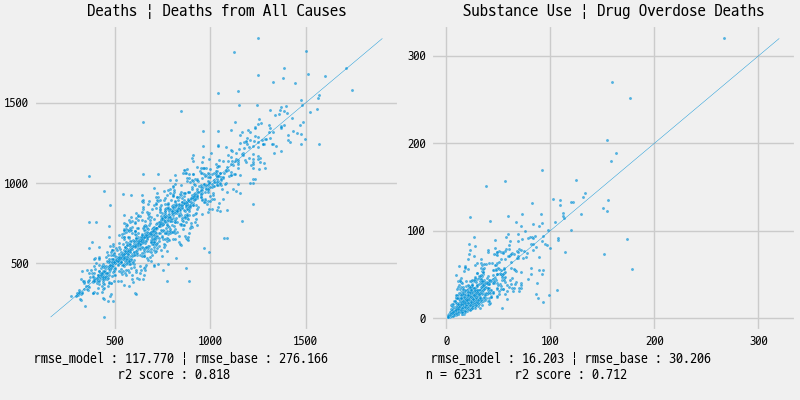 Deaths ¦ Deaths from All Causes
1500
1000
500
500 1000 1500
rmse_model : 117.770 ¦ rmse_base : 276.166
r2 score : 0.818
Substance Use ¦ Drug Overdose Deaths
300
200
100
0
0 100 200 300
rmse_model : 16.203 ¦ rmse_base : 30.206
n = 6231 r2 score : 0.712